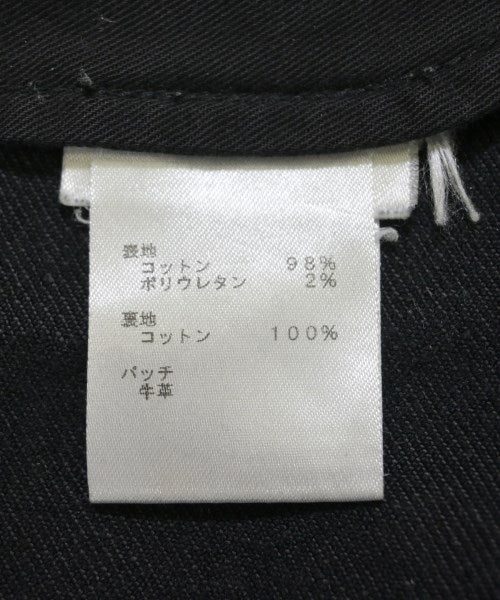 表地
コットン 98%
ポリウレタン 2%
裏地
コットン 100%
パッチ
牛革